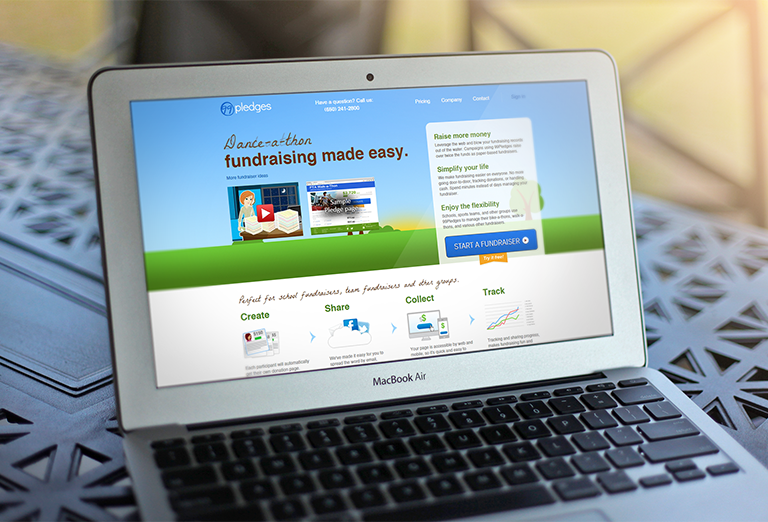 99 pledges
Have a question? Call us
Pricing Company Contact Sign in
Dance-a-thon
fundraising made easy.
More fundraiser ideas
Sample
Pledge page
Raise more money
Leverage the web and blow your fundraising records
out of the water. Campaigns using 99Pledges raise
over twice the funds as paper-based fundraisers.
Simplify your life
We make fundraising easier on everyone. No more
going door-to-door, tracking donations, or handling
cash. Spend minutes instead of days managing your
fundraiser.
Enjoy the flexibility
Schools, sports teams, and other groups use
99Pledges to manage their bike-a-thons, walk-a-
thons, and various other fundraisers.
START A FUNDRAISER
Try it free!
Perfect for school fundraisers, team fundraisers and other groups.
Create Share Collect Track
Each participant will automatically
get their own donation page.
We've made it easy for you to
spread the word by email,
Your page is accessible by web and
mobile, so it's quick and easy to
Tracking and sharing progress,
makes fundraising fun and
MacBook Air